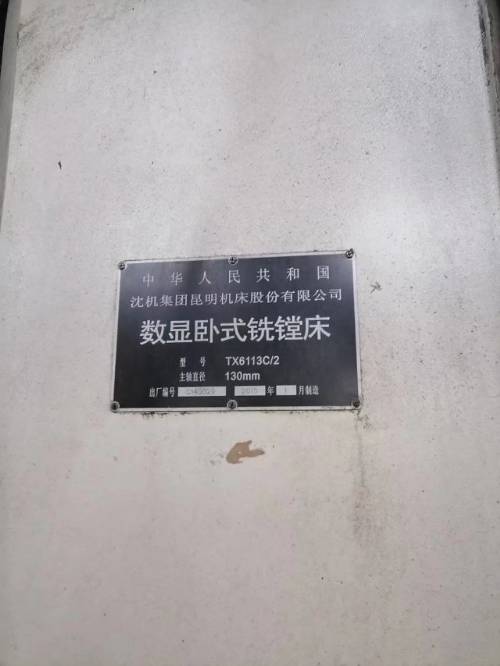 中华人民共和国
沈机集团昆明机床股份有限公司
数显卧式铣镗床
型号 TX6113C/2
主轴直径 130mm
出厂编号 2015 年 1 月制造